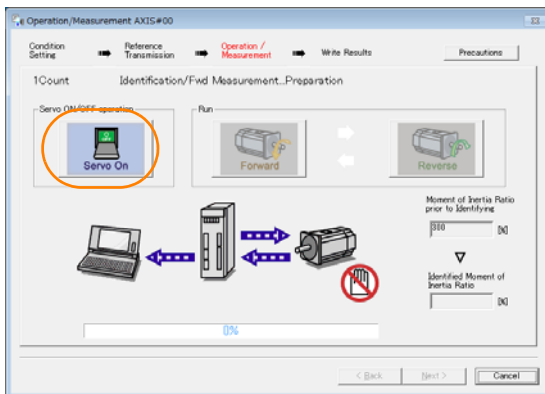 Operation/Measurement AXIS#00
Condition
Setting
Reference
Transmission
Operation /
Measurement
Write Results
Precautions
1Count
Identification/Fwd Measurement...Preparation
Servo ON/OFF operation
Servo On
Run
Forward
Reverse
Moment of Inertia Ratio
prior to Identifying
300
[%]
Identified Moment of
Inertia Ratio
[%]
0%
< Back
Next >
Cancel